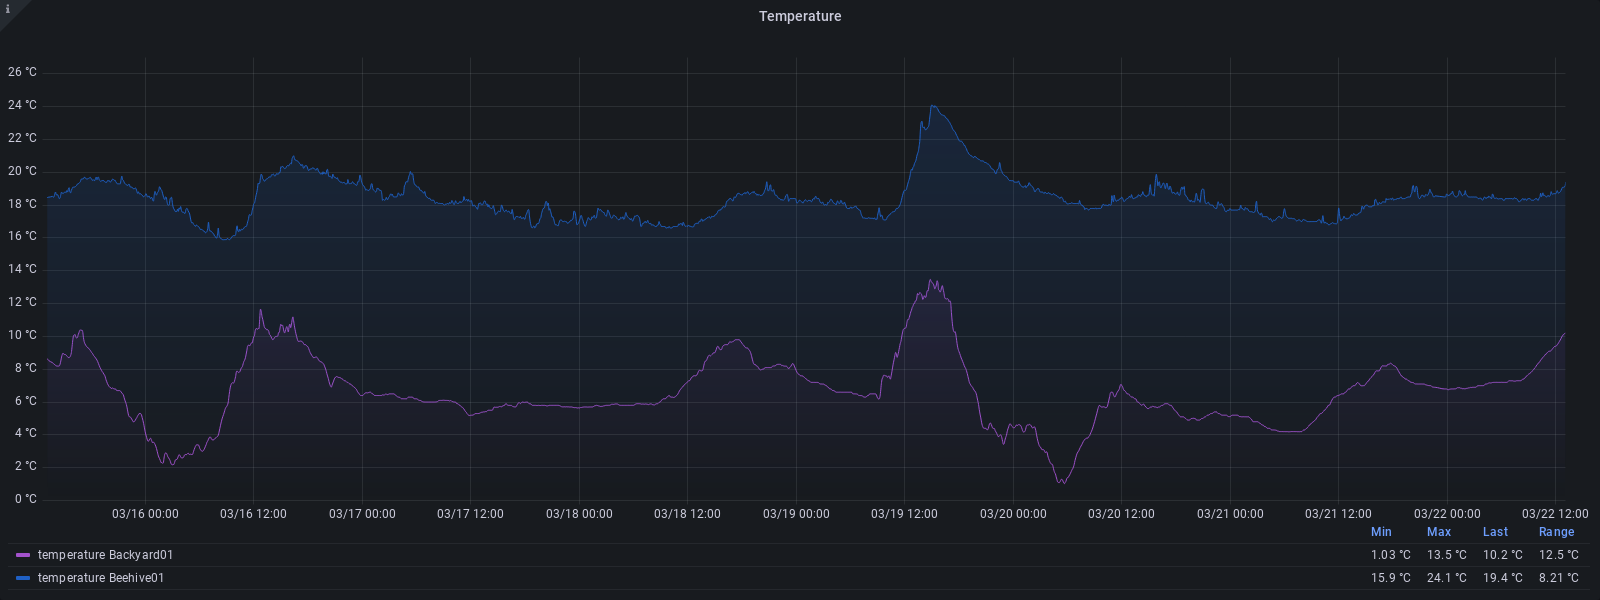 i
Temperature
26 °C
24 °C
22 °C
20 °C
18 °C
16 °C
14 °C
12 °C
10 °C
8 °C
6 °C
4 °C
2 °C
0 °C
03/16 00:00 03/16 12:00 03/17 00:00 03/17 12:00 03/18 00:00 03/18 12:00 03/19 00:00 03/19 12:00 03/20 00:00 03/20 12:00 03/21 00:00 03/21 12:00 03/22 00:00 03/22 12:00
Min Max Last Range
temperature Backyard01 1.03 °C 13.5 °C 10.2 °C 12.5 °C
temperature Beehive01 15.9 °C 24.1 °C 19.4 °C 8.21 °C